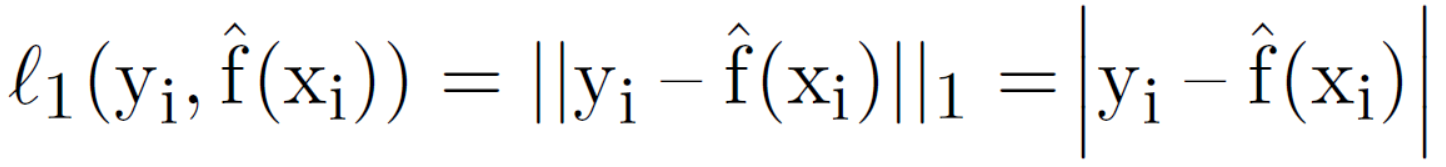 ℓ₁(yᵢ, f̂(xᵢ)) = ||yᵢ − f̂(xᵢ)||₁ = |yᵢ − f̂(xᵢ)|